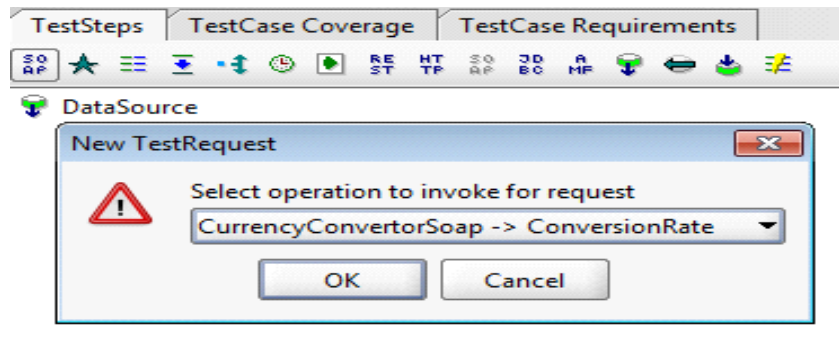 TestSteps TestCase Coverage TestCase Requirements
SO AP RE ST HT TP SO AP JD BC A MF
DataSource
New TestRequest
Select operation to invoke for request
CurrencyConvertorSoap -> ConversionRate
OK Cancel